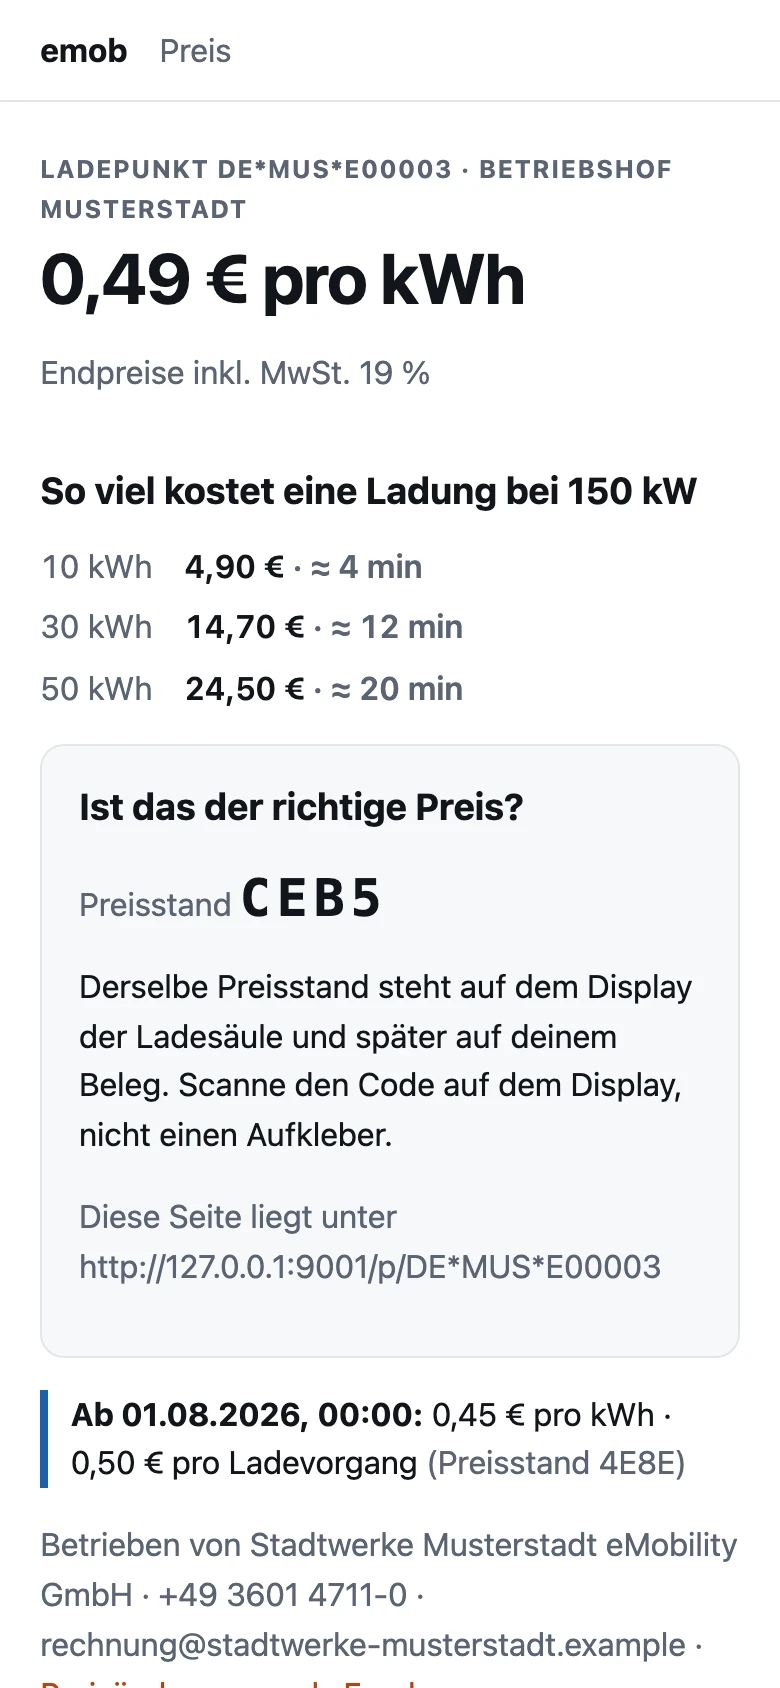 emob Preis
LADEPUNKT DE*MUS*E00003 · BETRIEBSHOF
MUSTERSTADT
0,49 € pro kWh
Endpreise inkl. MwSt. 19 %
So viel kostet eine Ladung bei 150 kW
10 kWh 4,90 € · ≈ 4 min
30 kWh 14,70 € · ≈ 12 min
50 kWh 24,50 € · ≈ 20 min
Ist das der richtige Preis?
Preisstand CEB5
Derselbe Preisstand steht auf dem Display
der Ladesäule und später auf deinem
Beleg. Scanne den Code auf dem Display,
nicht einen Aufkleber.
Diese Seite liegt unter
http://127.0.0.1:9001/p/DE*MUS*E00003
Ab 01.08.2026, 00:00: 0,45 € pro kWh ·
0,50 € pro Ladevorgang (Preisstand 4E8E)
Betrieben von Stadtwerke Musterstadt eMobility
GmbH · +49 3601 4711-0 ·
rechnung@stadtwerke-musterstadt.example ·